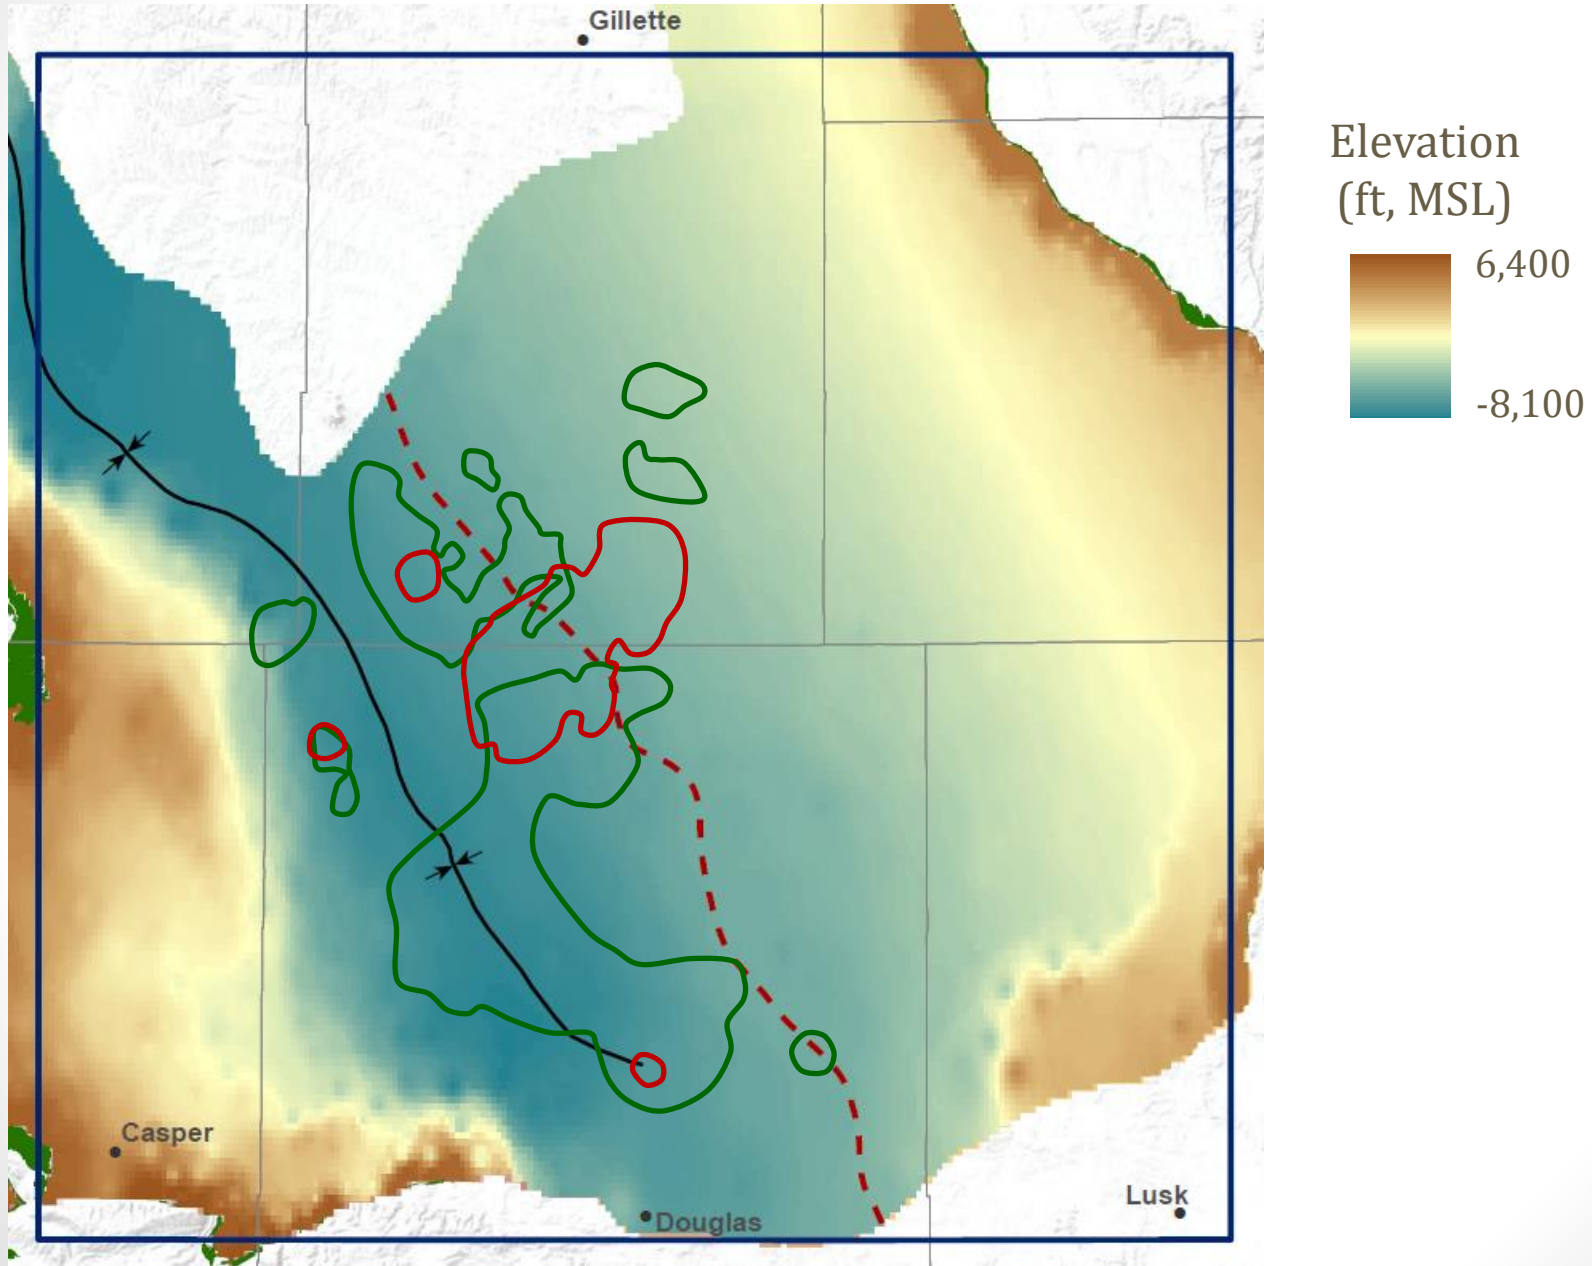 Gillette
Elevation
(ft, MSL)
6,400
-8,100
Casper
Lusk
Douglas